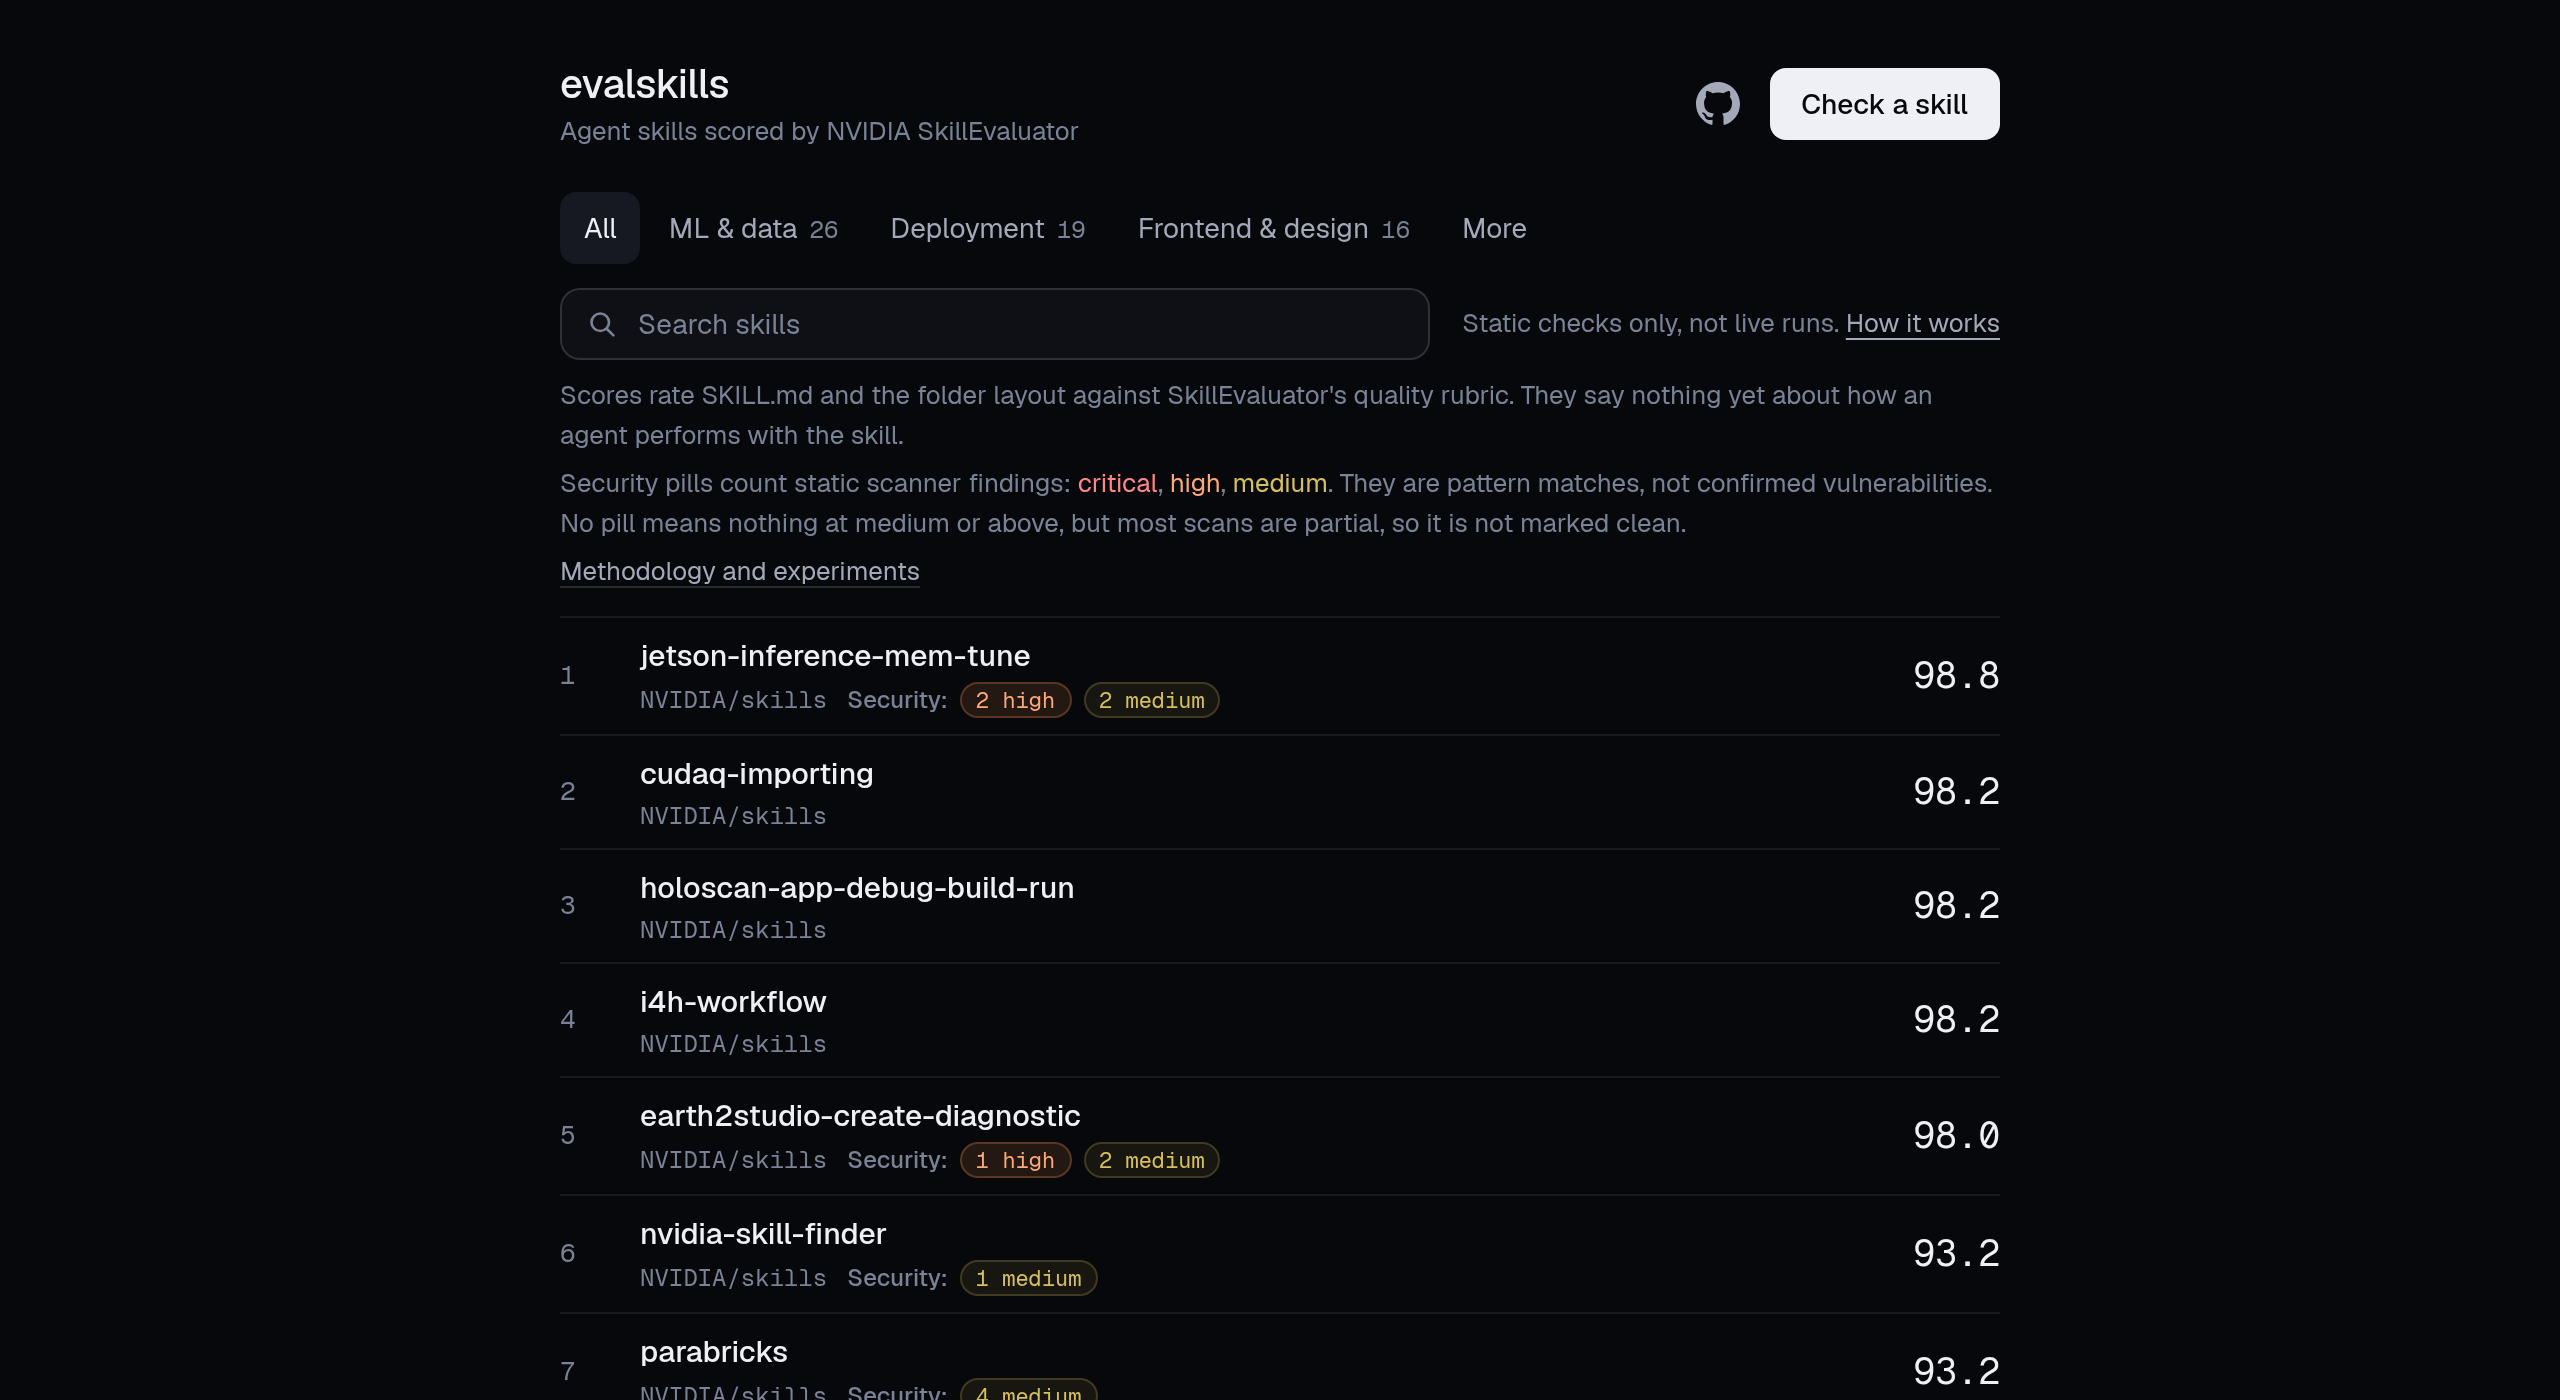 evalskills
Agent skills scored by NVIDIA SkillEvaluator
Check a skill
All
ML & data 26
Deployment 19
Frontend & design 16
More
Search skills
Static checks only, not live runs. How it works
Scores rate SKILL.md and the folder layout against SkillEvaluator's quality rubric. They say nothing yet about how an
agent performs with the skill.
Security pills count static scanner findings: critical, high, medium. They are pattern matches, not confirmed vulnerabilities.
No pill means nothing at medium or above, but most scans are partial, so it is not marked clean.
Methodology and experiments
1
jetson-inference-mem-tune
NVIDIA/skills Security: 2 high 2 medium
98.8
2
cudaq-importing
NVIDIA/skills
98.2
3
holoscan-app-debug-build-run
NVIDIA/skills
98.2
4
i4h-workflow
NVIDIA/skills
98.2
5
earth2studio-create-diagnostic
NVIDIA/skills Security: 1 high 2 medium
98.0
6
nvidia-skill-finder
NVIDIA/skills Security: 1 medium
93.2
7
parabricks
NVIDIA/skills Security: 4 medium
93.2